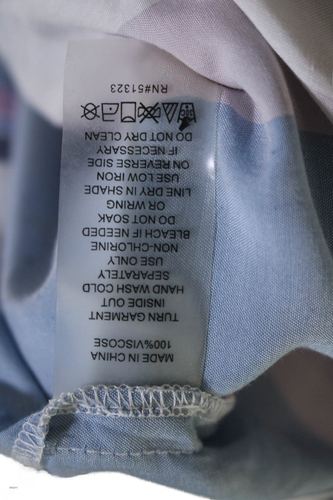 MADE IN CHINA
100%VISCOSE
TURN GARMENT
INSIDE OUT
HAND WASH COLD
SEPARATELY
USE ONLY
NON-CHLORINE
BLEACH IF NEEDED
DO NOT SOAK
OR WRING
LINE DRY IN SHADE
USE LOW IRON
ON REVERSE SIDE
IF NECESSARY
DO NOT DRY CLEAN
RN#51323